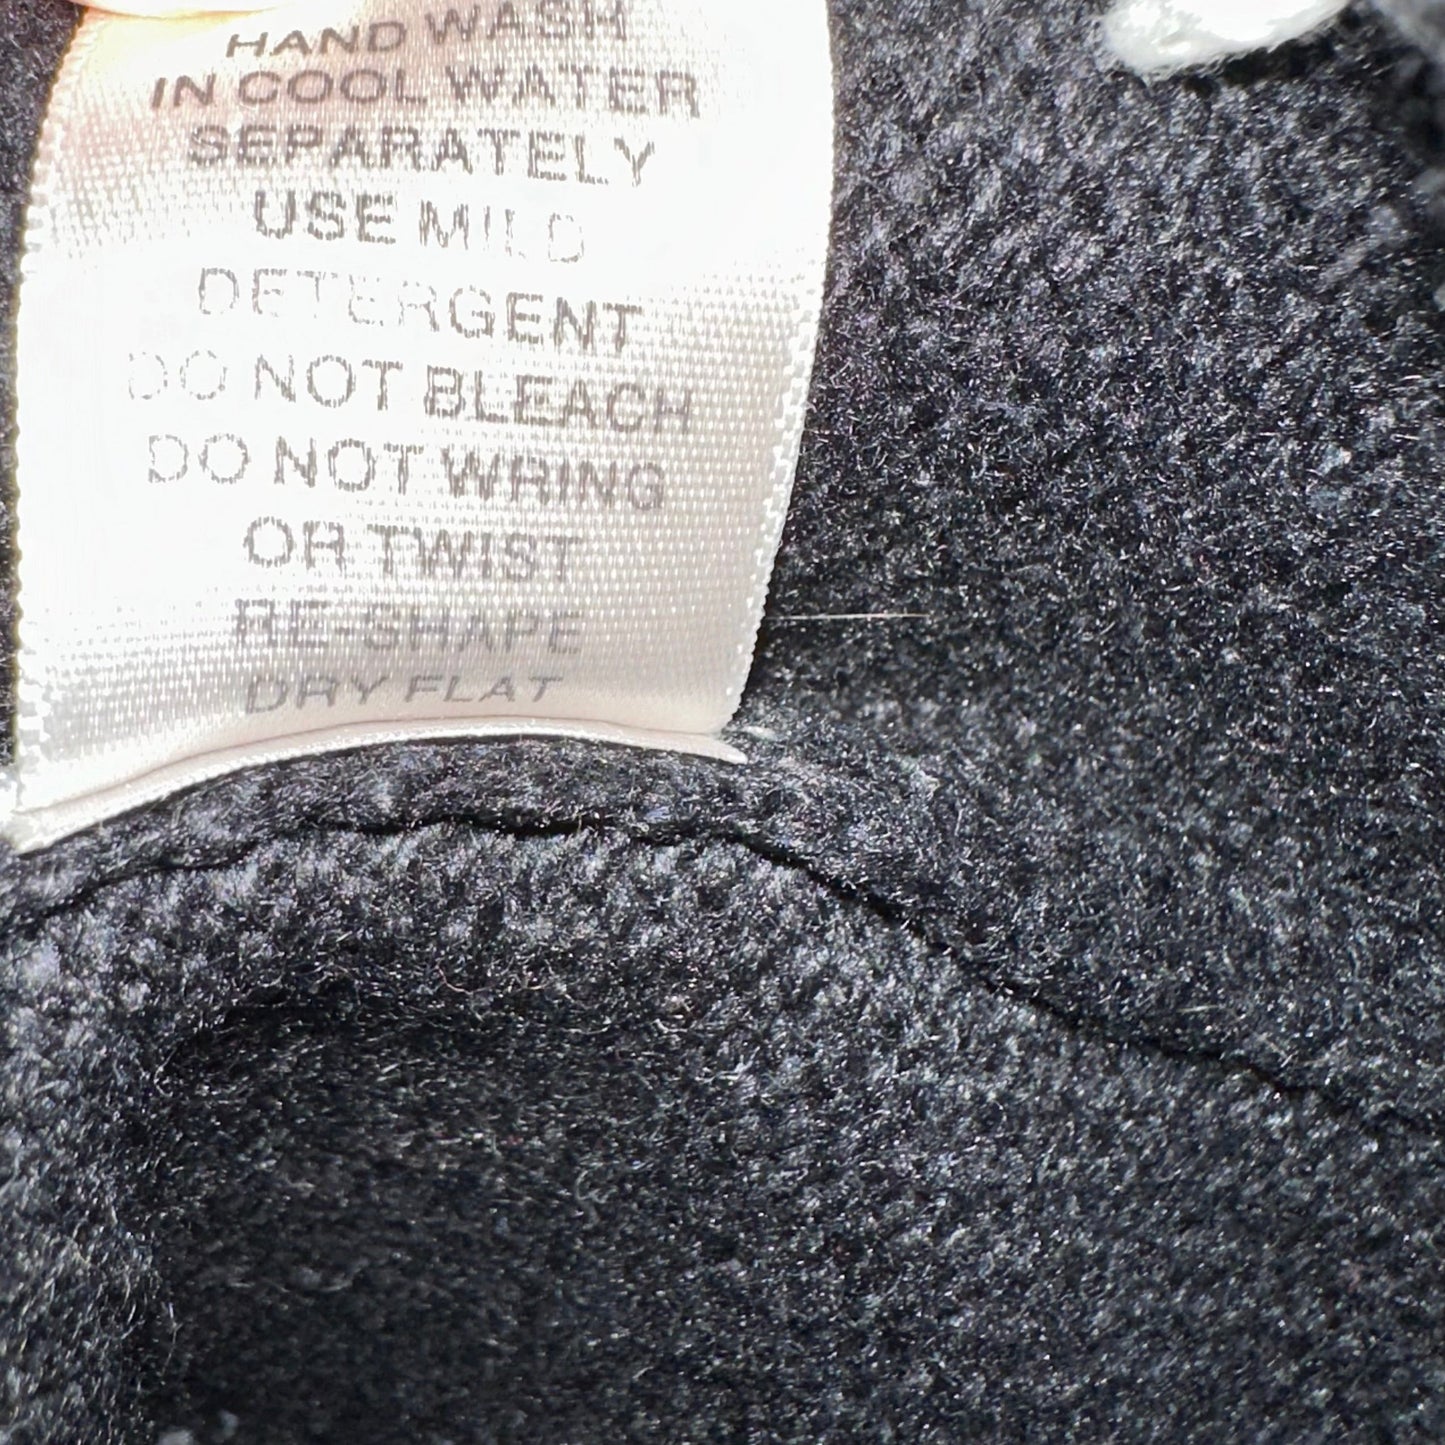 HAND WASH
IN COOL WATER
SEPARATELY
USE MILD
DETERGENT
DO NOT BLEACH
DO NOT WRING
OR TWIST
RE-SHAPE
DRY FLAT